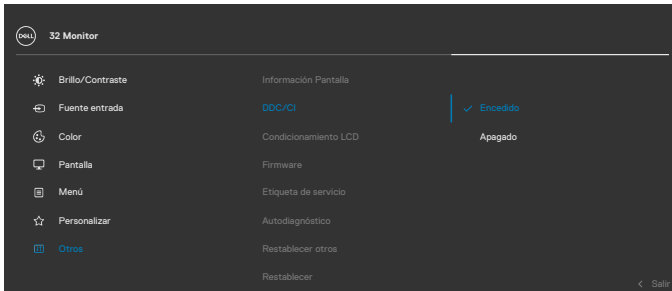 DELL
32 Monitor
Brillo/Contraste
Fuente entrada
Color
Pantalla
Menú
Personalizar
Otros
Información Pantalla
DDC/CI
Condicionamiento LCD
Firmware
Etiqueta de servicio
Autodiagnóstico
Restablecer otros
Restablecer
Encedido
Apagado
Salir